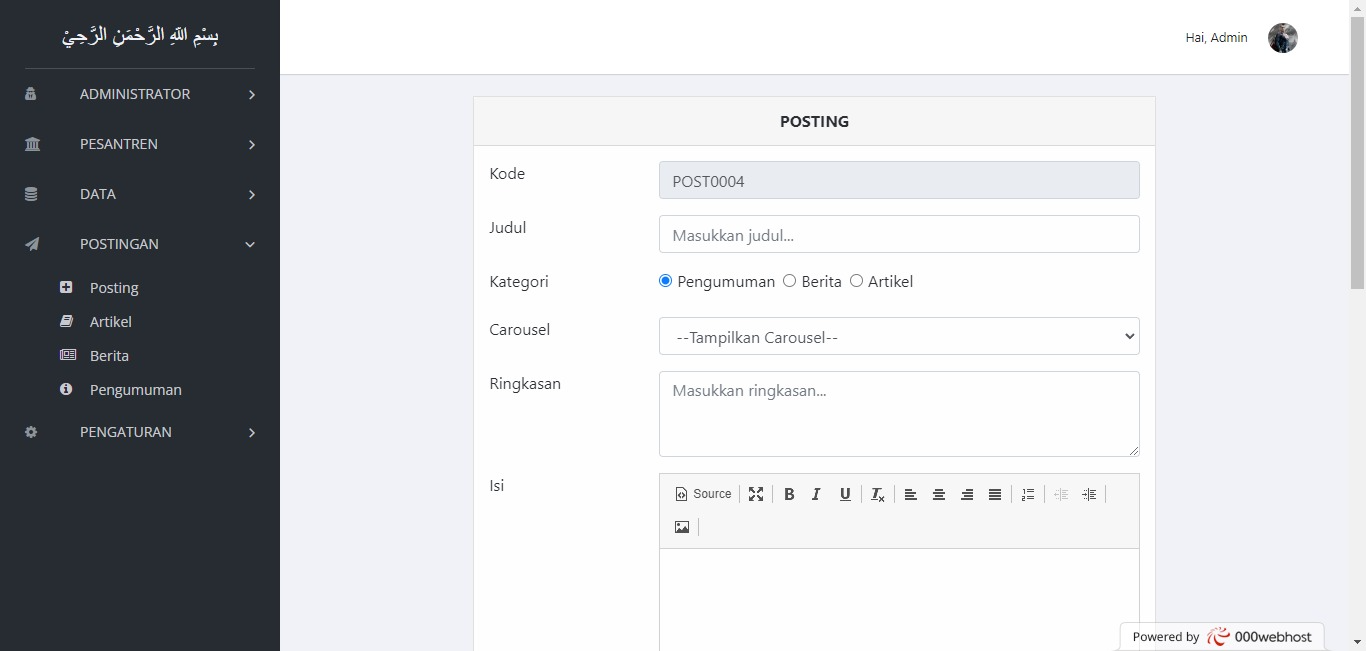 بِسْمِ اللهِ الرَّحْمَنِ الرَّحِيْ
ADMINISTRATOR
PESANTREN
DATA
POSTINGAN
Posting
Artikel
Berita
Pengumuman
PENGATURAN
Hai, Admin
POSTING
Kode
POST0004
Judul
Masukkan judul...
Kategori
Pengumuman Berita Artikel
Carousel
--Tampilkan Carousel--
Ringkasan
Masukkan ringkasan...
Isi
Source
Powered by 000webhost